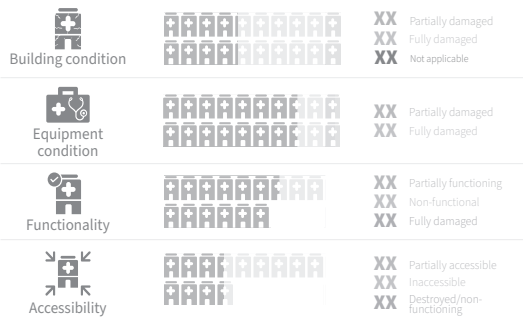 XX Partially damaged
XX Fully damaged
XX Not applicable
Building condition
XX Partially damaged
XX Fully damaged
Equipment
condition
XX Partially functioning
XX Non-functional
XX Fully damaged
Functionality
XX Partially accessible
XX Inaccessible
XX Destroyed/non-
functioning
Accessibility